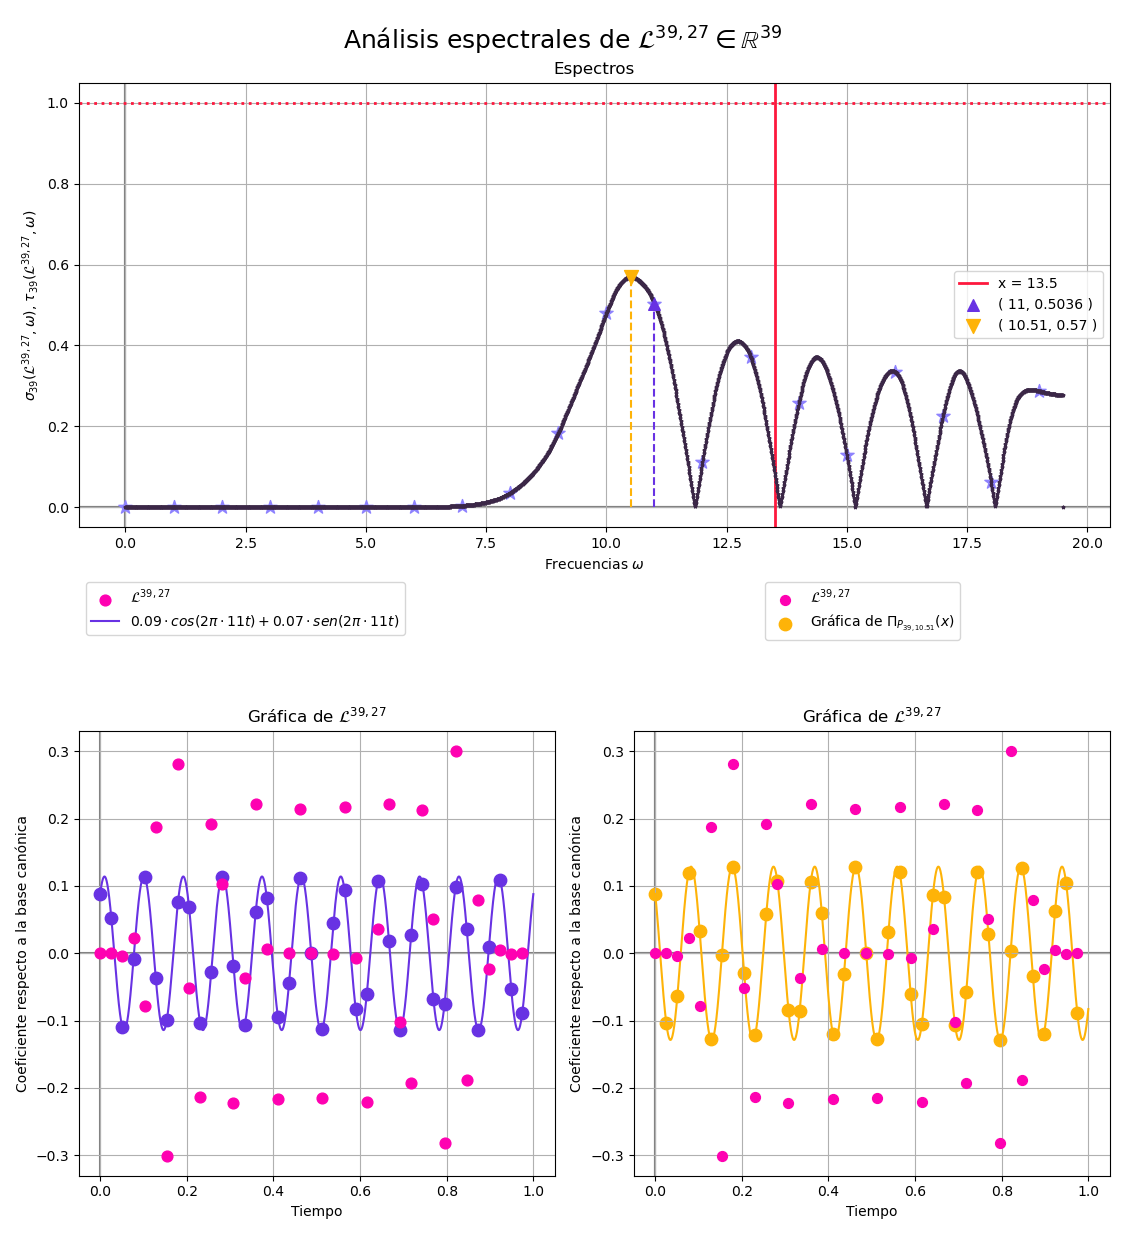 Análisis espectrales de 𝓛^{39,27} ∈ ℝ^{39}
Espectros
σ_{39}(𝓛^{39,27}, ω), τ_{39}(𝓛^{39,27}, ω)
1.0
0.8
0.6
0.4
0.2
0.0
x = 13.5
( 11, 0.5036 )
( 10.51, 0.57 )
0.0 2.5 5.0 7.5 10.0 12.5 15.0 17.5 20.0
Frecuencias ω
𝓛^{39,27}
0.09 · cos(2π · 11t) + 0.07 · sen(2π · 11t)
𝓛^{39,27}
Gráfica de Π_{P_{39,10.51}}(x)
Gráfica de 𝓛^{39,27}
Coeficiente respecto a la base canónica
0.3
0.2
0.1
0.0
−0.1
−0.2
−0.3
0.0 0.2 0.4 0.6 0.8 1.0
Tiempo
Gráfica de 𝓛^{39,27}
Coeficiente respecto a la base canónica
0.3
0.2
0.1
0.0
−0.1
−0.2
−0.3
0.0 0.2 0.4 0.6 0.8 1.0
Tiempo